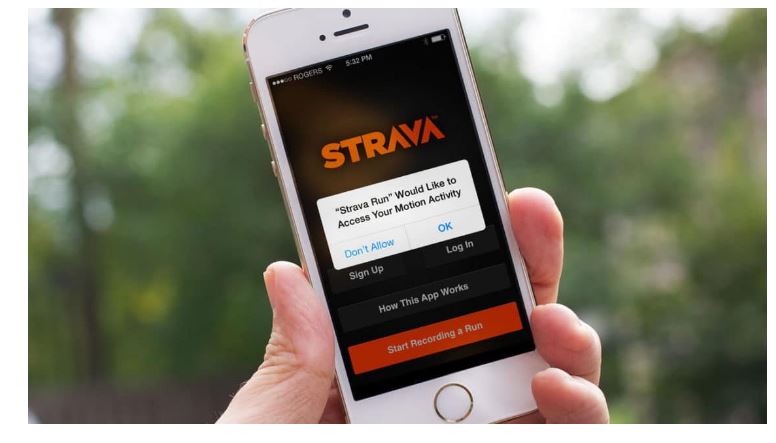 ROGERS 5:32 PM
STRAVA™
“Strava Run” Would Like to
Access Your Motion Activity
Don't Allow OK
Sign Up Log In
How This App Works
Start Recording a Run